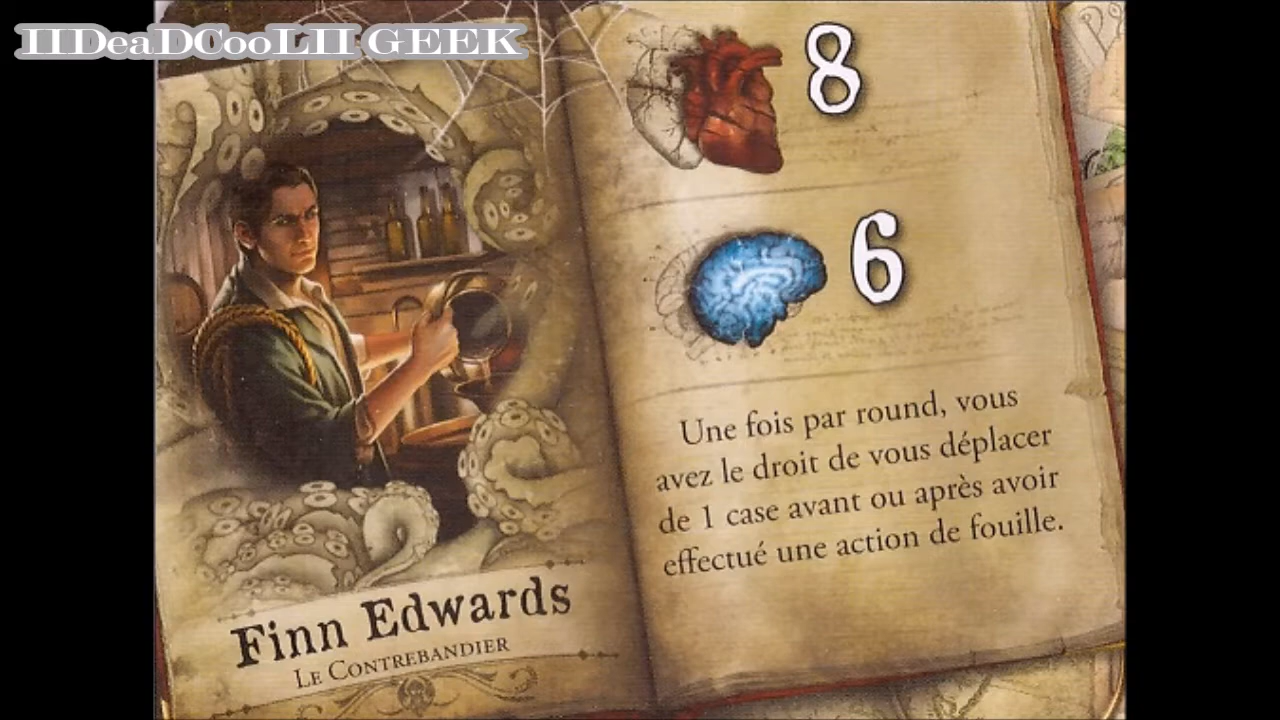 IIDeaDCooLII GEEK
8
6
Une fois par round, vous
avez le droit de vous déplacer
de 1 case avant ou après avoir
effectué une action de fouille.
Finn Edwards
Le Contrebandier